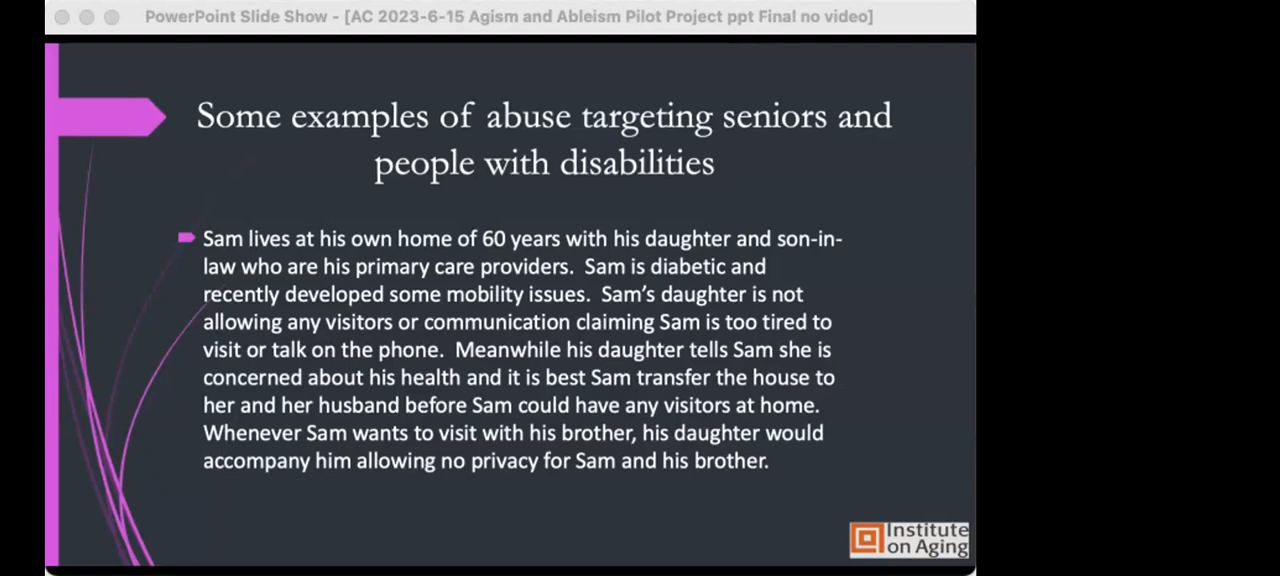 PowerPoint Slide Show - [AC 2023-6-15 Agism and Ableism Pilot Project ppt Final no video]
Some examples of abuse targeting seniors and
people with disabilities
Sam lives at his own home of 60 years with his daughter and son-in-
law who are his primary care providers.  Sam is diabetic and
recently developed some mobility issues.  Sam’s daughter is not
allowing any visitors or communication claiming Sam is too tired to
visit or talk on the phone.  Meanwhile his daughter tells Sam she is
concerned about his health and it is best Sam transfer the house to
her and her husband before Sam could have any visitors at home.
Whenever Sam wants to visit with his brother, his daughter would
accompany him allowing no privacy for Sam and his brother.
Institute
on Aging